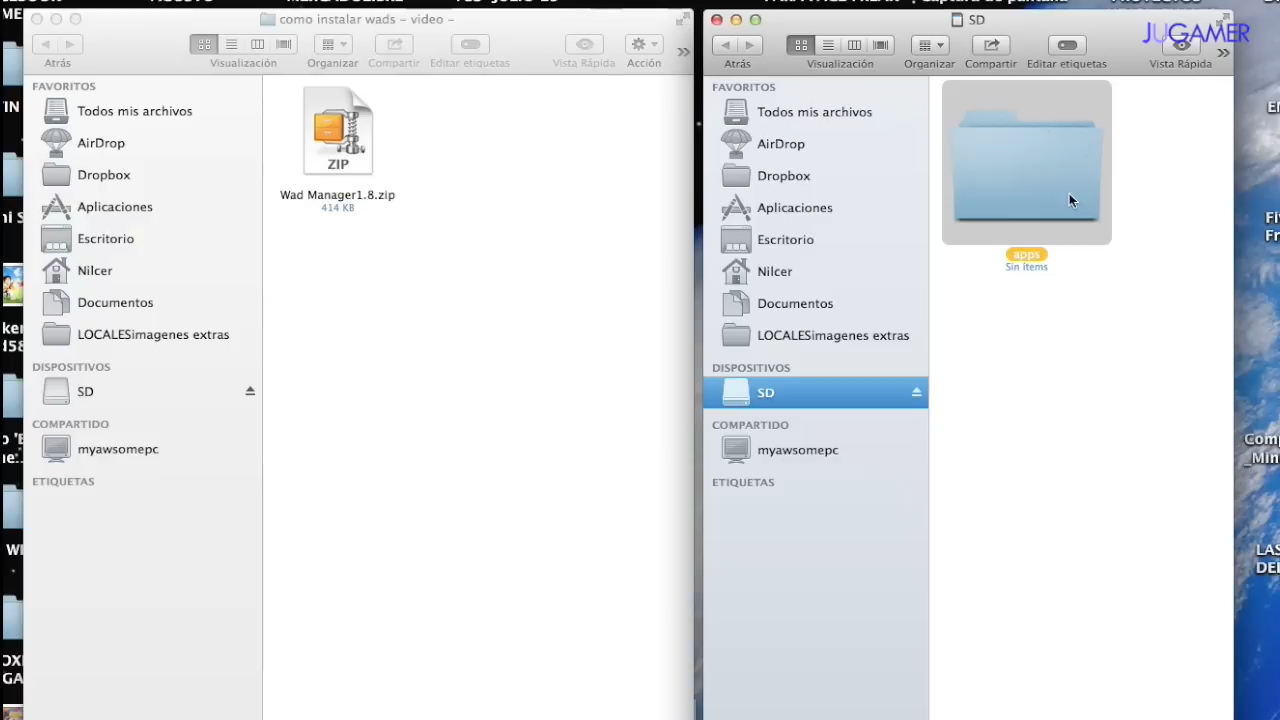 como instalar wads – video –
Atrás
Visualización
Organizar
Compartir
Editar etiquetas
Vista Rápida
Acción
FAVORITOS
Todos mis archivos
AirDrop
Dropbox
Aplicaciones
Escritorio
Nilcer
Documentos
LOCALESimagenes extras
DISPOSITIVOS
SD
COMPARTIDO
myawsomepc
ETIQUETAS
ZIP
Wad Manager1.8.zip
414 KB
SD
JUGAMER
Atrás
Visualización
Organizar
Compartir
Editar etiquetas
Vista Rápida
FAVORITOS
Todos mis archivos
AirDrop
Dropbox
Aplicaciones
Escritorio
Nilcer
Documentos
LOCALESimagenes extras
DISPOSITIVOS
SD
COMPARTIDO
myawsomepc
ETIQUETAS
apps
Sin ítems